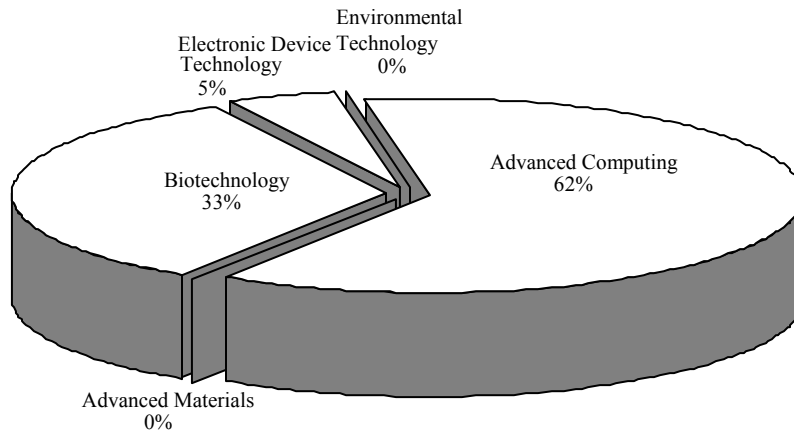 Environmental
Technology
0%
Electronic Device
Technology
5%
Advanced Computing
62%
Biotechnology
33%
Advanced Materials
0%